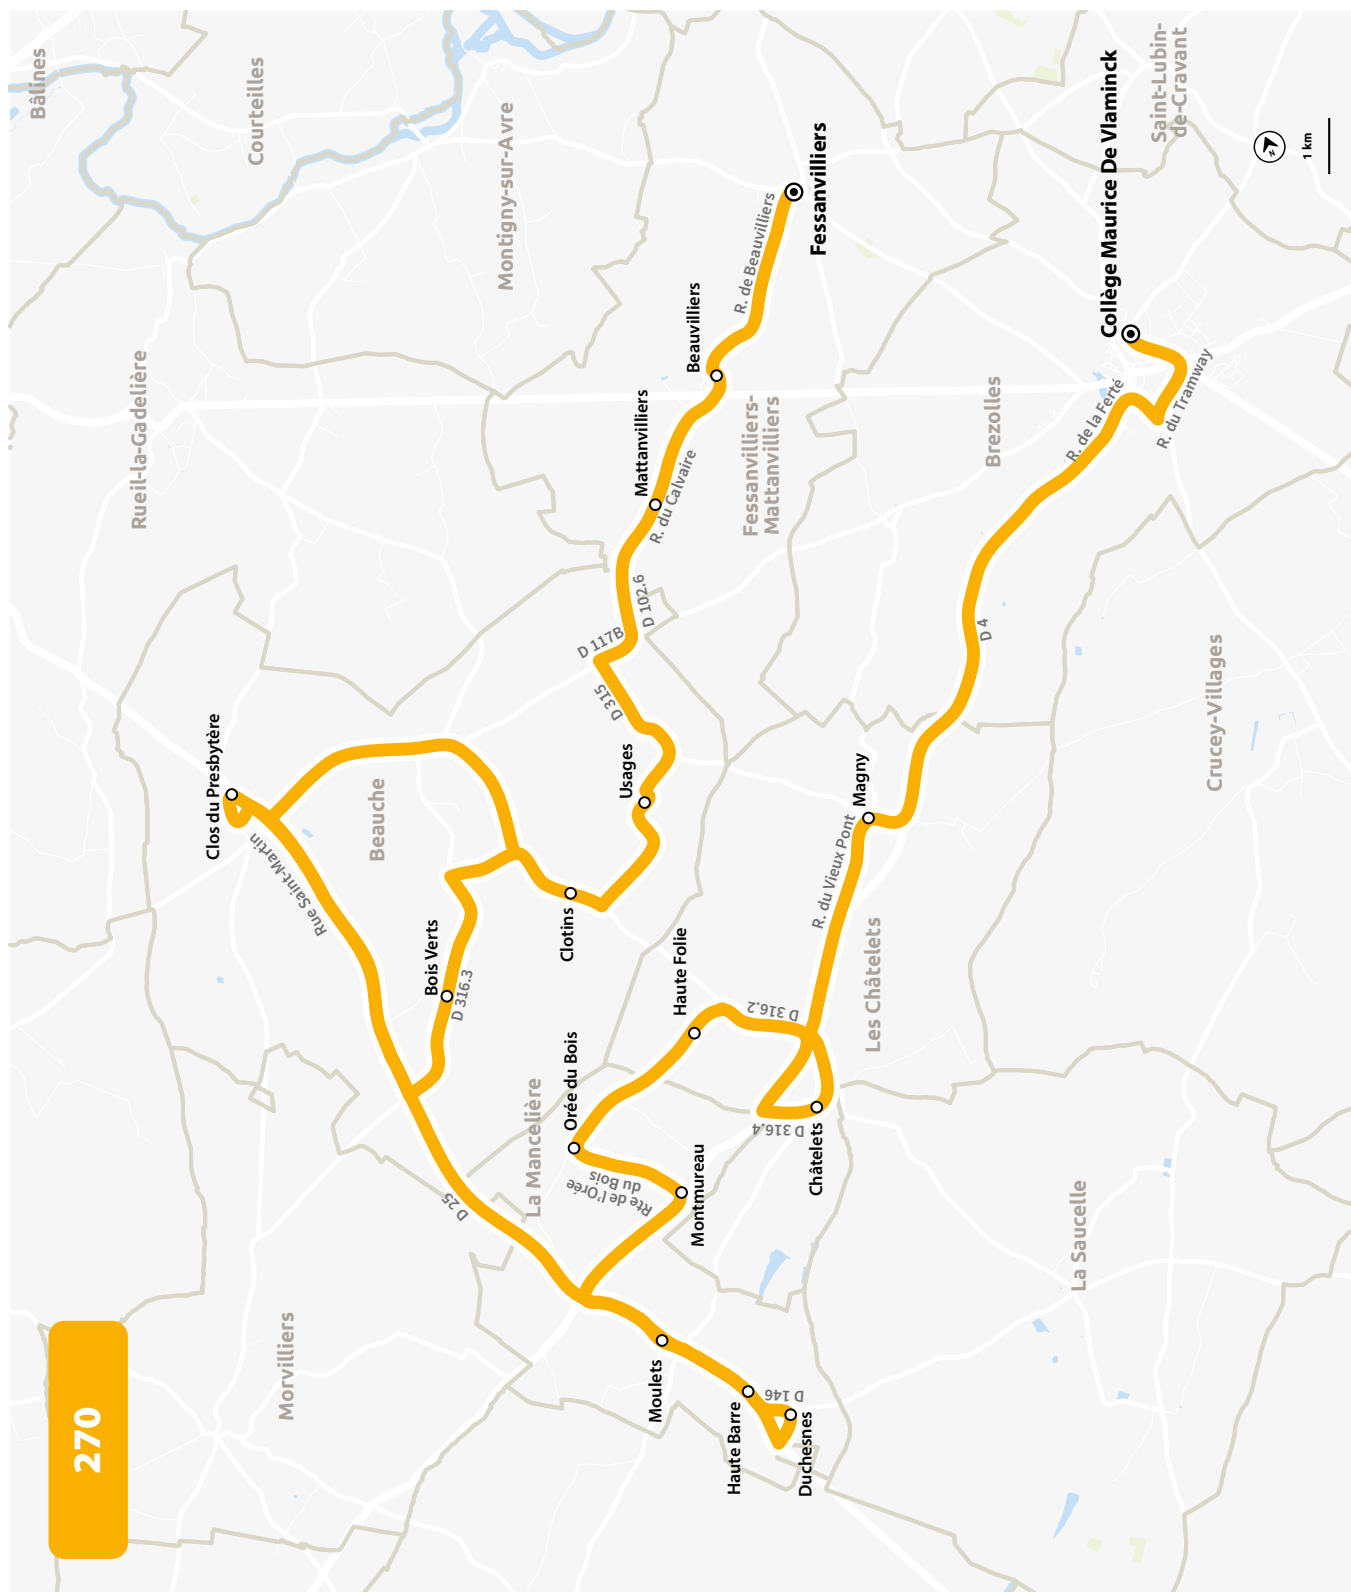 270
Bâlines
Courteilles
Montigny-sur-Avre
Saint-Lubin-
de-Cravant
Rueil-la-Gadelière
Fessanvilliers-
Mattanvilliers
Brezolles
Crucey-Villages
Beauche
Les Châtelets
La Mancelière
La Saucelle
Morvilliers
Fessanvilliers
R. de Beauvilliers
Beauvilliers
Mattanvilliers
R. du Calvaire
D 102.6
D 117B
D 315
Usages
Clotins
Clos du Presbytère
Rue Saint-Martin
Bois Verts
D 316.3
D 25
Moulets
Haute Barre
D 146
Duchesnes
Montmureau
Rte de l'Orée
du Bois
Orée du Bois
Haute Folie
D 316.2
D 316.4
Châtelets
R. du Vieux Pont
Magny
D 4
R. de la Ferté
R. du Tramway
Collège Maurice De Vlaminck
N
1 km